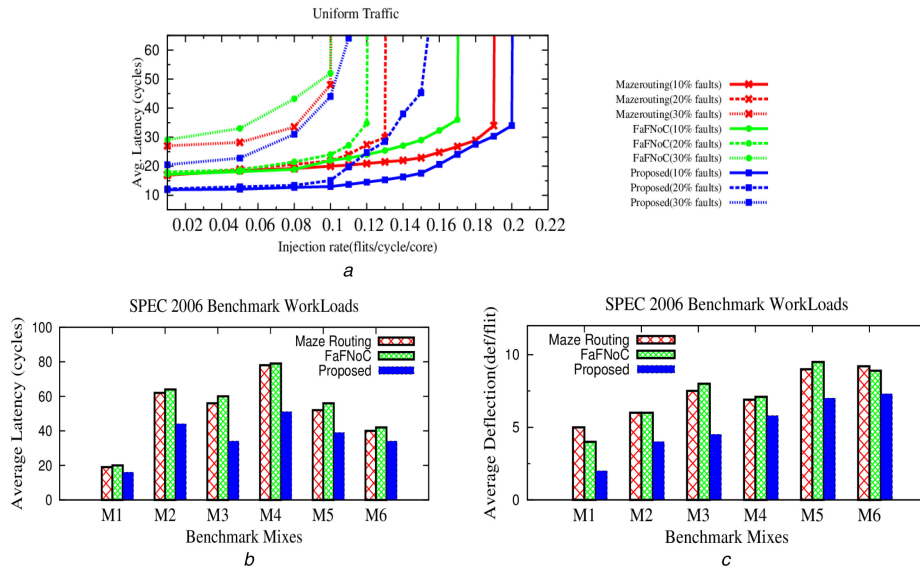 Uniform Traffic
Avg. Latency (cycles)
60
50
40
30
20
10
0.02 0.04 0.06 0.08 0.1 0.12 0.14 0.16 0.18 0.2 0.22
Injection rate(flits/cycle/core)
Mazerouting(10% faults)
Mazerouting(20% faults)
Mazerouting(30% faults)
FaFNoC(10% faults)
FaFNoC(20% faults)
FaFNoC(30% faults)
Proposed(10% faults)
Proposed(20% faults)
Proposed(30% faults)
a
SPEC 2006 Benchmark WorkLoads
Average Latency (cycles)
100
80
60
40
20
0
Maze Routing
FaFNoC
Proposed
M1 M2 M3 M4 M5 M6
Benchmark Mixes
b
SPEC 2006 Benchmark WorkLoads
Average Deflection(def/flit)
10
5
0
Maze Routing
FaFNoC
Proposed
M1 M2 M3 M4 M5 M6
Benchmark Mixes
c